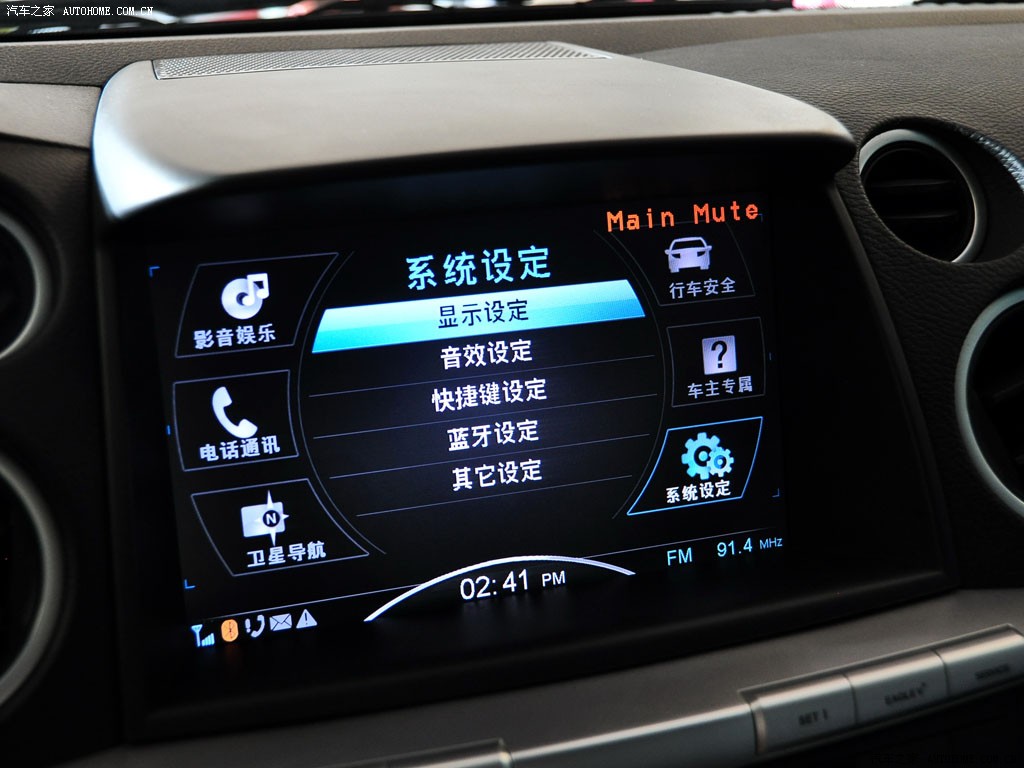 汽车之家 AUTOHOME.COM.CN
Main Mute
系统设定
显示设定
音效设定
快捷键设定
蓝牙设定
其它设定
影音娱乐
电话通讯
N
卫星导航
行车安全
?
车主专属
系统设定
02:41 PM
FM 91.4 MHz
SET
EAGLE